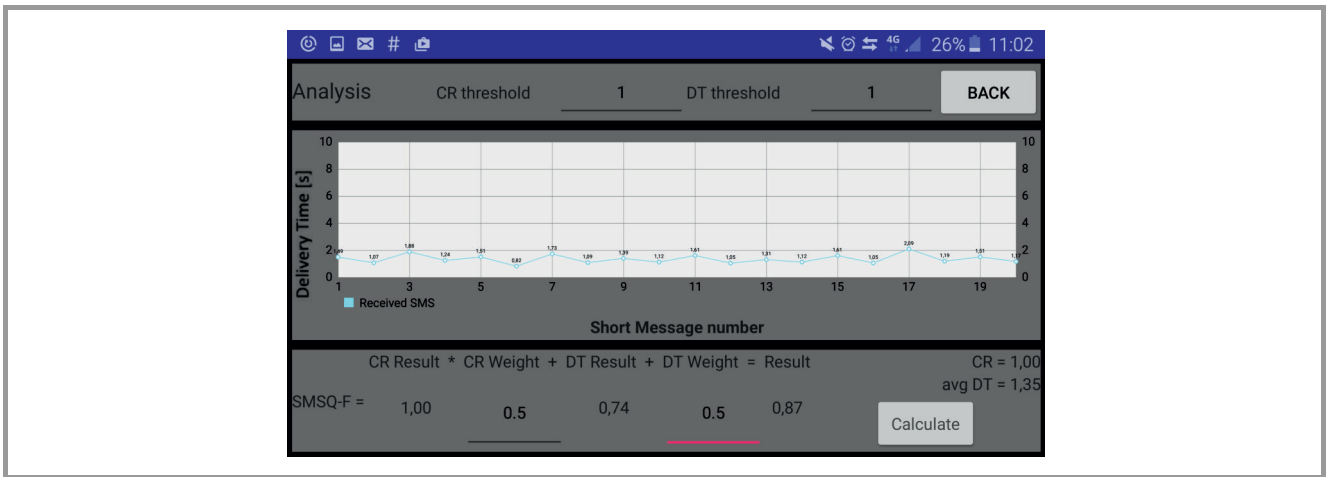 # 4G 26% 11:02
Analysis CR threshold 1 DT threshold 1 BACK
10 10
8 8
6 6
4 4
2 2
0 0
Delivery Time [s]
1,07 1,88 1,24 1,51 0,82 1,73 1,09 1,39 1,12 1,61 1,05 1,31 1,12 1,61 1,05 2,09 1,19 1,51 1,17
1 3 5 7 9 11 13 15 17 19
Received SMS
Short Message number
CR Result * CR Weight + DT Result + DT Weight = Result
CR = 1,00
avg DT = 1,35
SMSQ-F = 1,00 0.5 0,74 0.5 0,87
Calculate